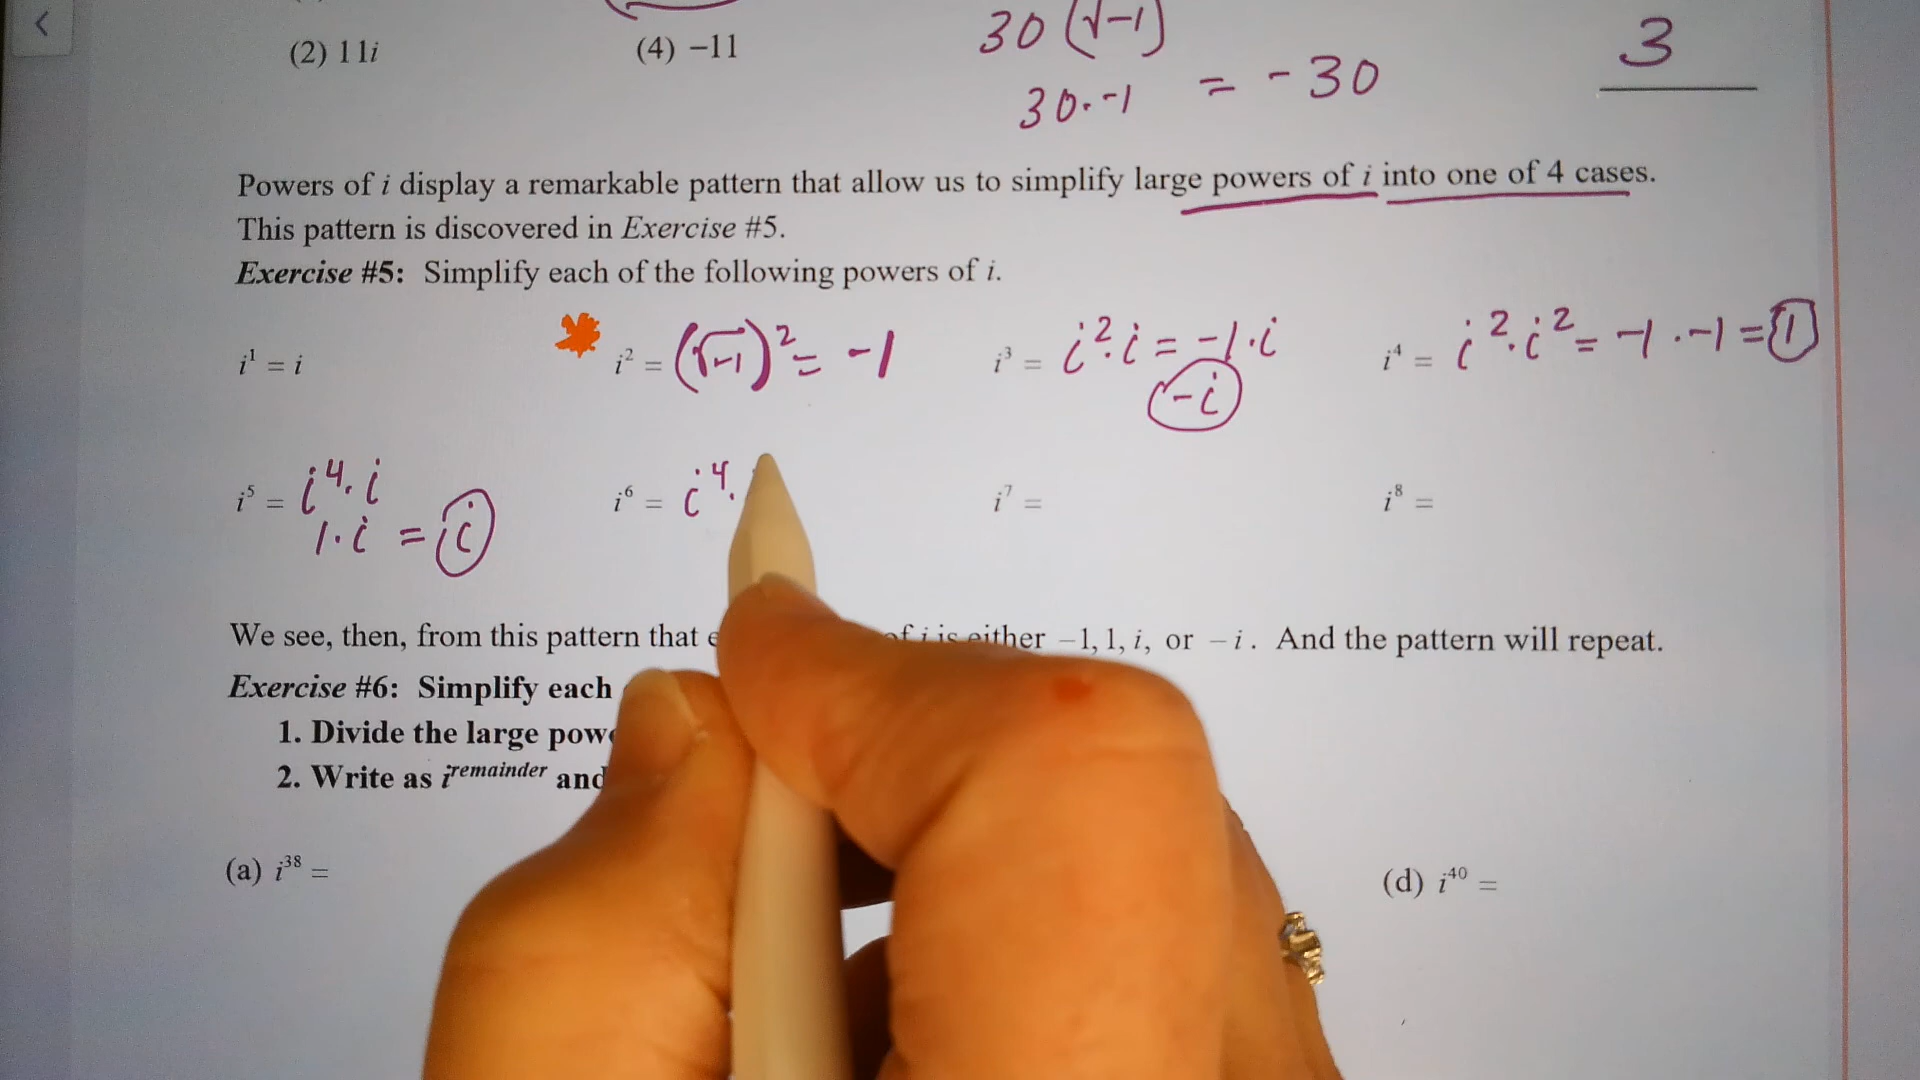 (2) 11i (4) −11 30 (√−1) 3
30·−1 = −30
Powers of i display a remarkable pattern that allow us to simplify large powers of i into one of 4 cases.
This pattern is discovered in Exercise #5.
Exercise #5: Simplify each of the following powers of i.
i¹ = i i² = (√−1)² = −1 i³ = i²·i = −1·i i⁴ = i²·i² = −1·−1 = 1
−i
i⁵ = i⁴·i i⁶ = i⁴· i⁷ = i⁸ =
1·i = i
We see, then, from this pattern that i is either −1, 1, i, or −i. And the pattern will repeat.
Exercise #6: Simplify each
1. Divide the large
2. Write as i^remainder and
(a) i³⁸ = (d) i⁴⁰ =